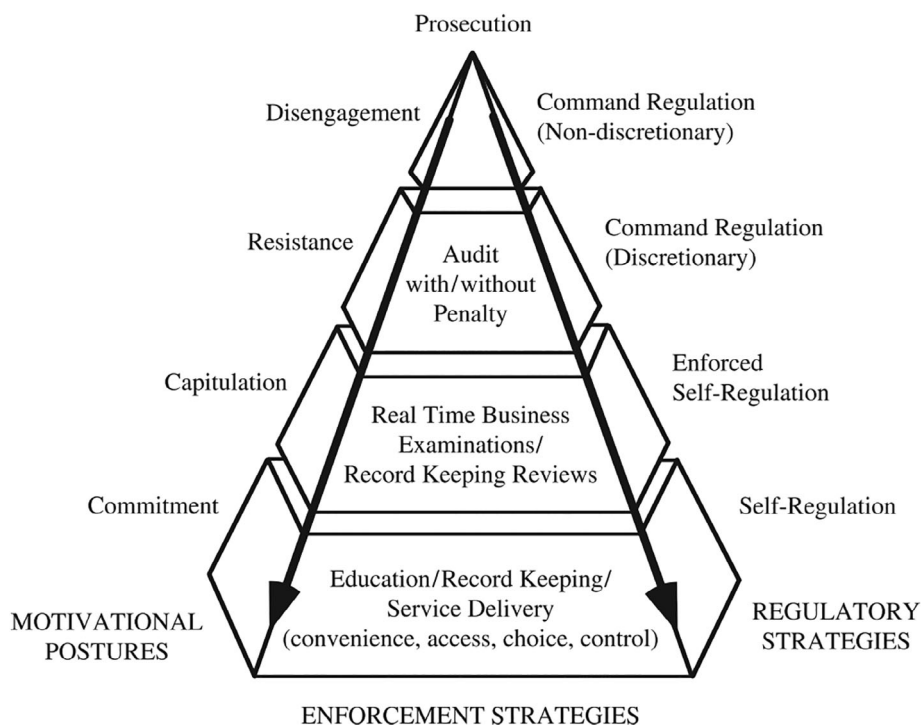 Prosecution
Disengagement
Command Regulation
(Non-discretionary)
Resistance
Audit
with/without
Penalty
Command Regulation
(Discretionary)
Capitulation
Real Time Business
Examinations/
Record Keeping Reviews
Enforced
Self-Regulation
Commitment
Education/Record Keeping/
Service Delivery
(convenience, access, choice, control)
Self-Regulation
MOTIVATIONAL
POSTURES
REGULATORY
STRATEGIES
ENFORCEMENT STRATEGIES